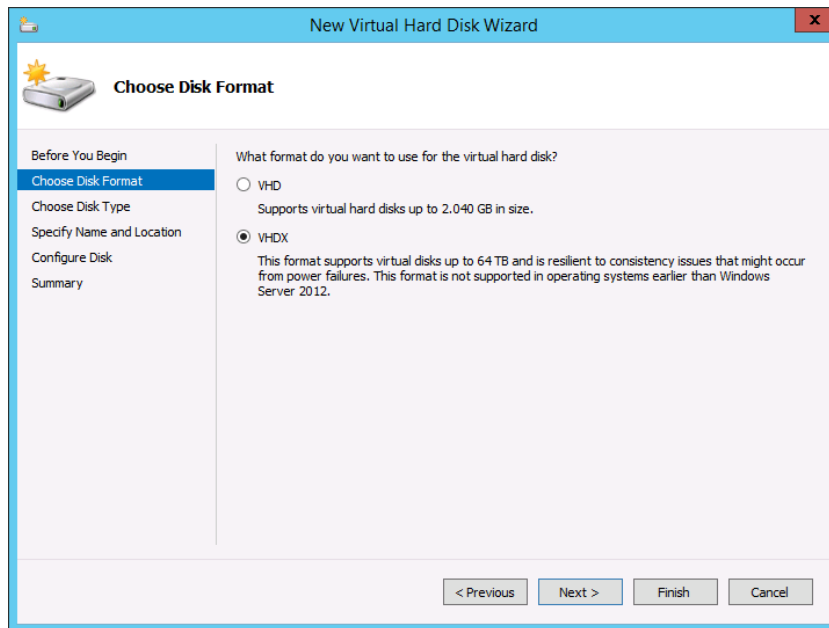 New Virtual Hard Disk Wizard
x
Choose Disk Format
Before You Begin
Choose Disk Format
Choose Disk Type
Specify Name and Location
Configure Disk
Summary
What format do you want to use for the virtual hard disk?
VHD
Supports virtual hard disks up to 2.040 GB in size.
VHDX
This format supports virtual disks up to 64 TB and is resilient to consistency issues that might occur
from power failures. This format is not supported in operating systems earlier than Windows
Server 2012.
< Previous
Next >
Finish
Cancel